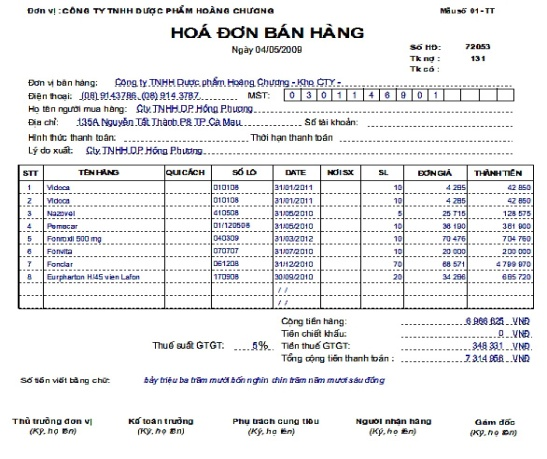 Đơn vị : CÔNG TY TNHH DƯỢC PHẨM HOÀNG CHƯƠNG Mẫu số 01 - TT
HOÁ ĐƠN BÁN HÀNG
Ngày 04/05/2009
Số HĐ: 72053
Tk nợ : 131
Tk có :
Đơn vị bán hàng: Công ty TNHH Dược phẩm Hoàng Chương - Kho CTY -
Điện thoại: (08) 9143786, (08) 914.3787 MST: 0 3 0 1 1 4 6 9 0 1
Họ tên người mua hàng: Cty TNHH DP Hồng Phương
Địa chỉ: 135A Nguyễn Tất Thành P8 TP Cà Mau Số tài khoản:
Hình thức thanh toán: Thời hạn thanh toán
Lý do xuất: Cty TNHH DP Hồng Phương
STT TÊN HÀNG QUI CÁCH SỐ LÔ DATE NƠI SX SL ĐƠN GIÁ THÀNH TIỀN
1 Vidoca 010108 31/01/2011 10 4 285 42 850
2 Vidoca 010108 31/01/2011 10 4 285 42 850
3 Nazovel 410508 31/05/2010 5 25 715 128 575
4 Pemacar 01/120508 31/05/2010 10 36 190 361 900
5 Fonroxil 500 mg 040309 31/03/2012 10 70 476 704 760
6 Fonvita 070707 31/07/2010 10 20 000 200 000
7 Fonclar 061208 31/12/2010 70 68 571 4 799 970
8 Eurpharton H/45 vien Lafon 170908 30/09/2010 20 34 286 685 720
/ /
/ /
Cộng tiền hàng: 6 966 625 VNĐ
Tiền chiết khấu: 0 VNĐ
Thuế suất GTGT: 5% Tiền thuế GTGT: 348 331 VNĐ
Tổng cộng tiền thanh toán : 7 314 956 VNĐ
Số tiền viết bằng chữ: bảy triệu ba trăm mười bốn nghìn chín trăm năm mươi sáu đồng
Thủ trưởng đơn vị Kế toán trưởng Phụ trách cung tiêu Người nhận hàng Giám đốc
(Ký, họ tên) (Ký, họ tên) (Ký, họ tên) (Ký, họ tên) (Ký, họ tên)